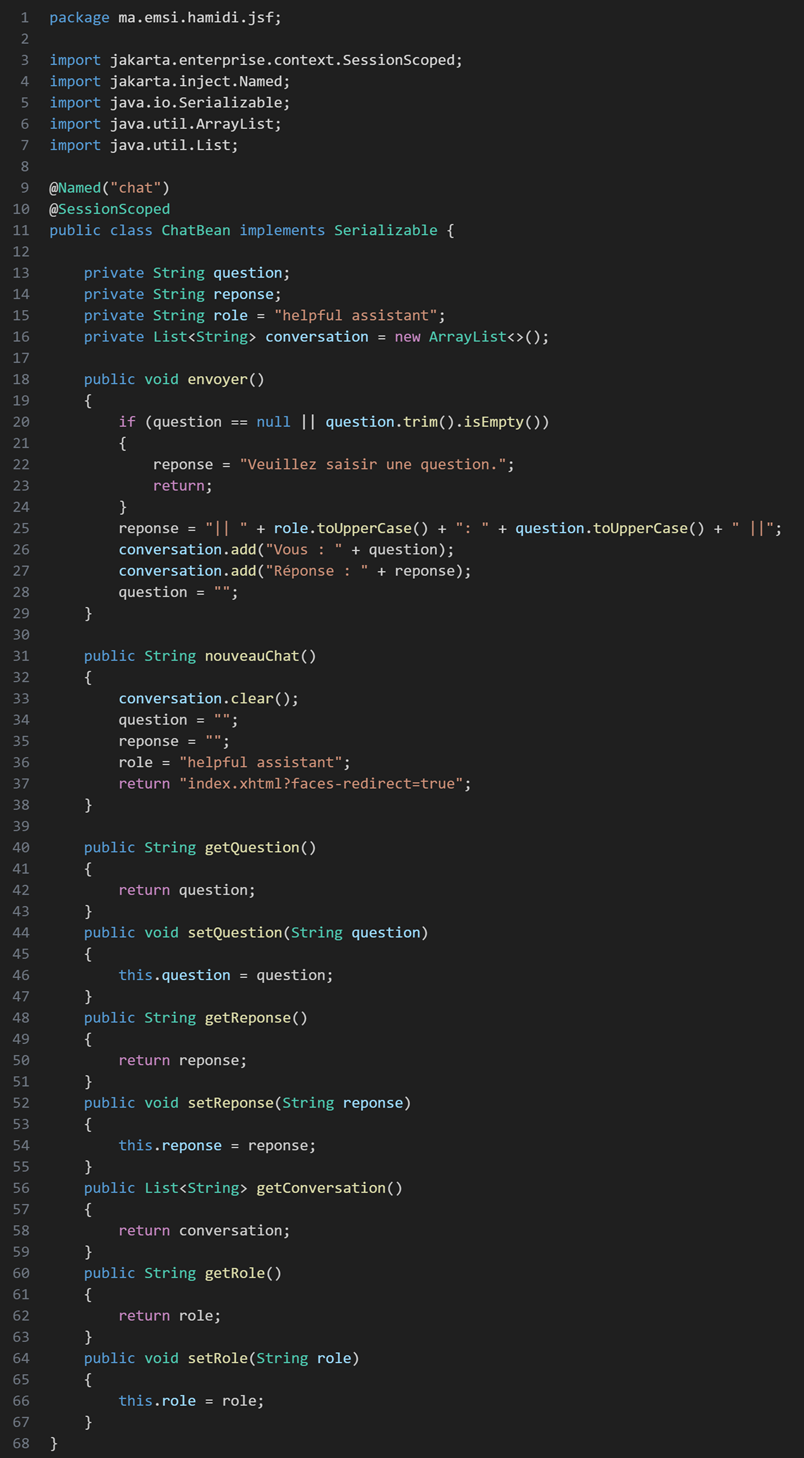 1 package ma.emsi.hamidi.jsf;
2
3 import jakarta.enterprise.context.SessionScoped;
4 import jakarta.inject.Named;
5 import java.io.Serializable;
6 import java.util.ArrayList;
7 import java.util.List;
8
9 @Named("chat")
10 @SessionScoped
11 public class ChatBean implements Serializable {
12
13     private String question;
14     private String reponse;
15     private String role = "helpful assistant";
16     private List<String> conversation = new ArrayList<>();
17
18     public void envoyer()
19     {
20         if (question == null || question.trim().isEmpty())
21         {
22             reponse = "Veuillez saisir une question.";
23             return;
24         }
25         reponse = "|| " + role.toUpperCase() + ": " + question.toUpperCase() + " ||";
26         conversation.add("Vous : " + question);
27         conversation.add("Réponse : " + reponse);
28         question = "";
29     }
30
31     public String nouveauChat()
32     {
33         conversation.clear();
34         question = "";
35         reponse = "";
36         role = "helpful assistant";
37         return "index.xhtml?faces-redirect=true";
38     }
39
40     public String getQuestion()
41     {
42         return question;
43     }
44     public void setQuestion(String question)
45     {
46         this.question = question;
47     }
48     public String getReponse()
49     {
50         return reponse;
51     }
52     public void setReponse(String reponse)
53     {
54         this.reponse = reponse;
55     }
56     public List<String> getConversation()
57     {
58         return conversation;
59     }
60     public String getRole()
61     {
62         return role;
63     }
64     public void setRole(String role)
65     {
66         this.role = role;
67     }
68 }